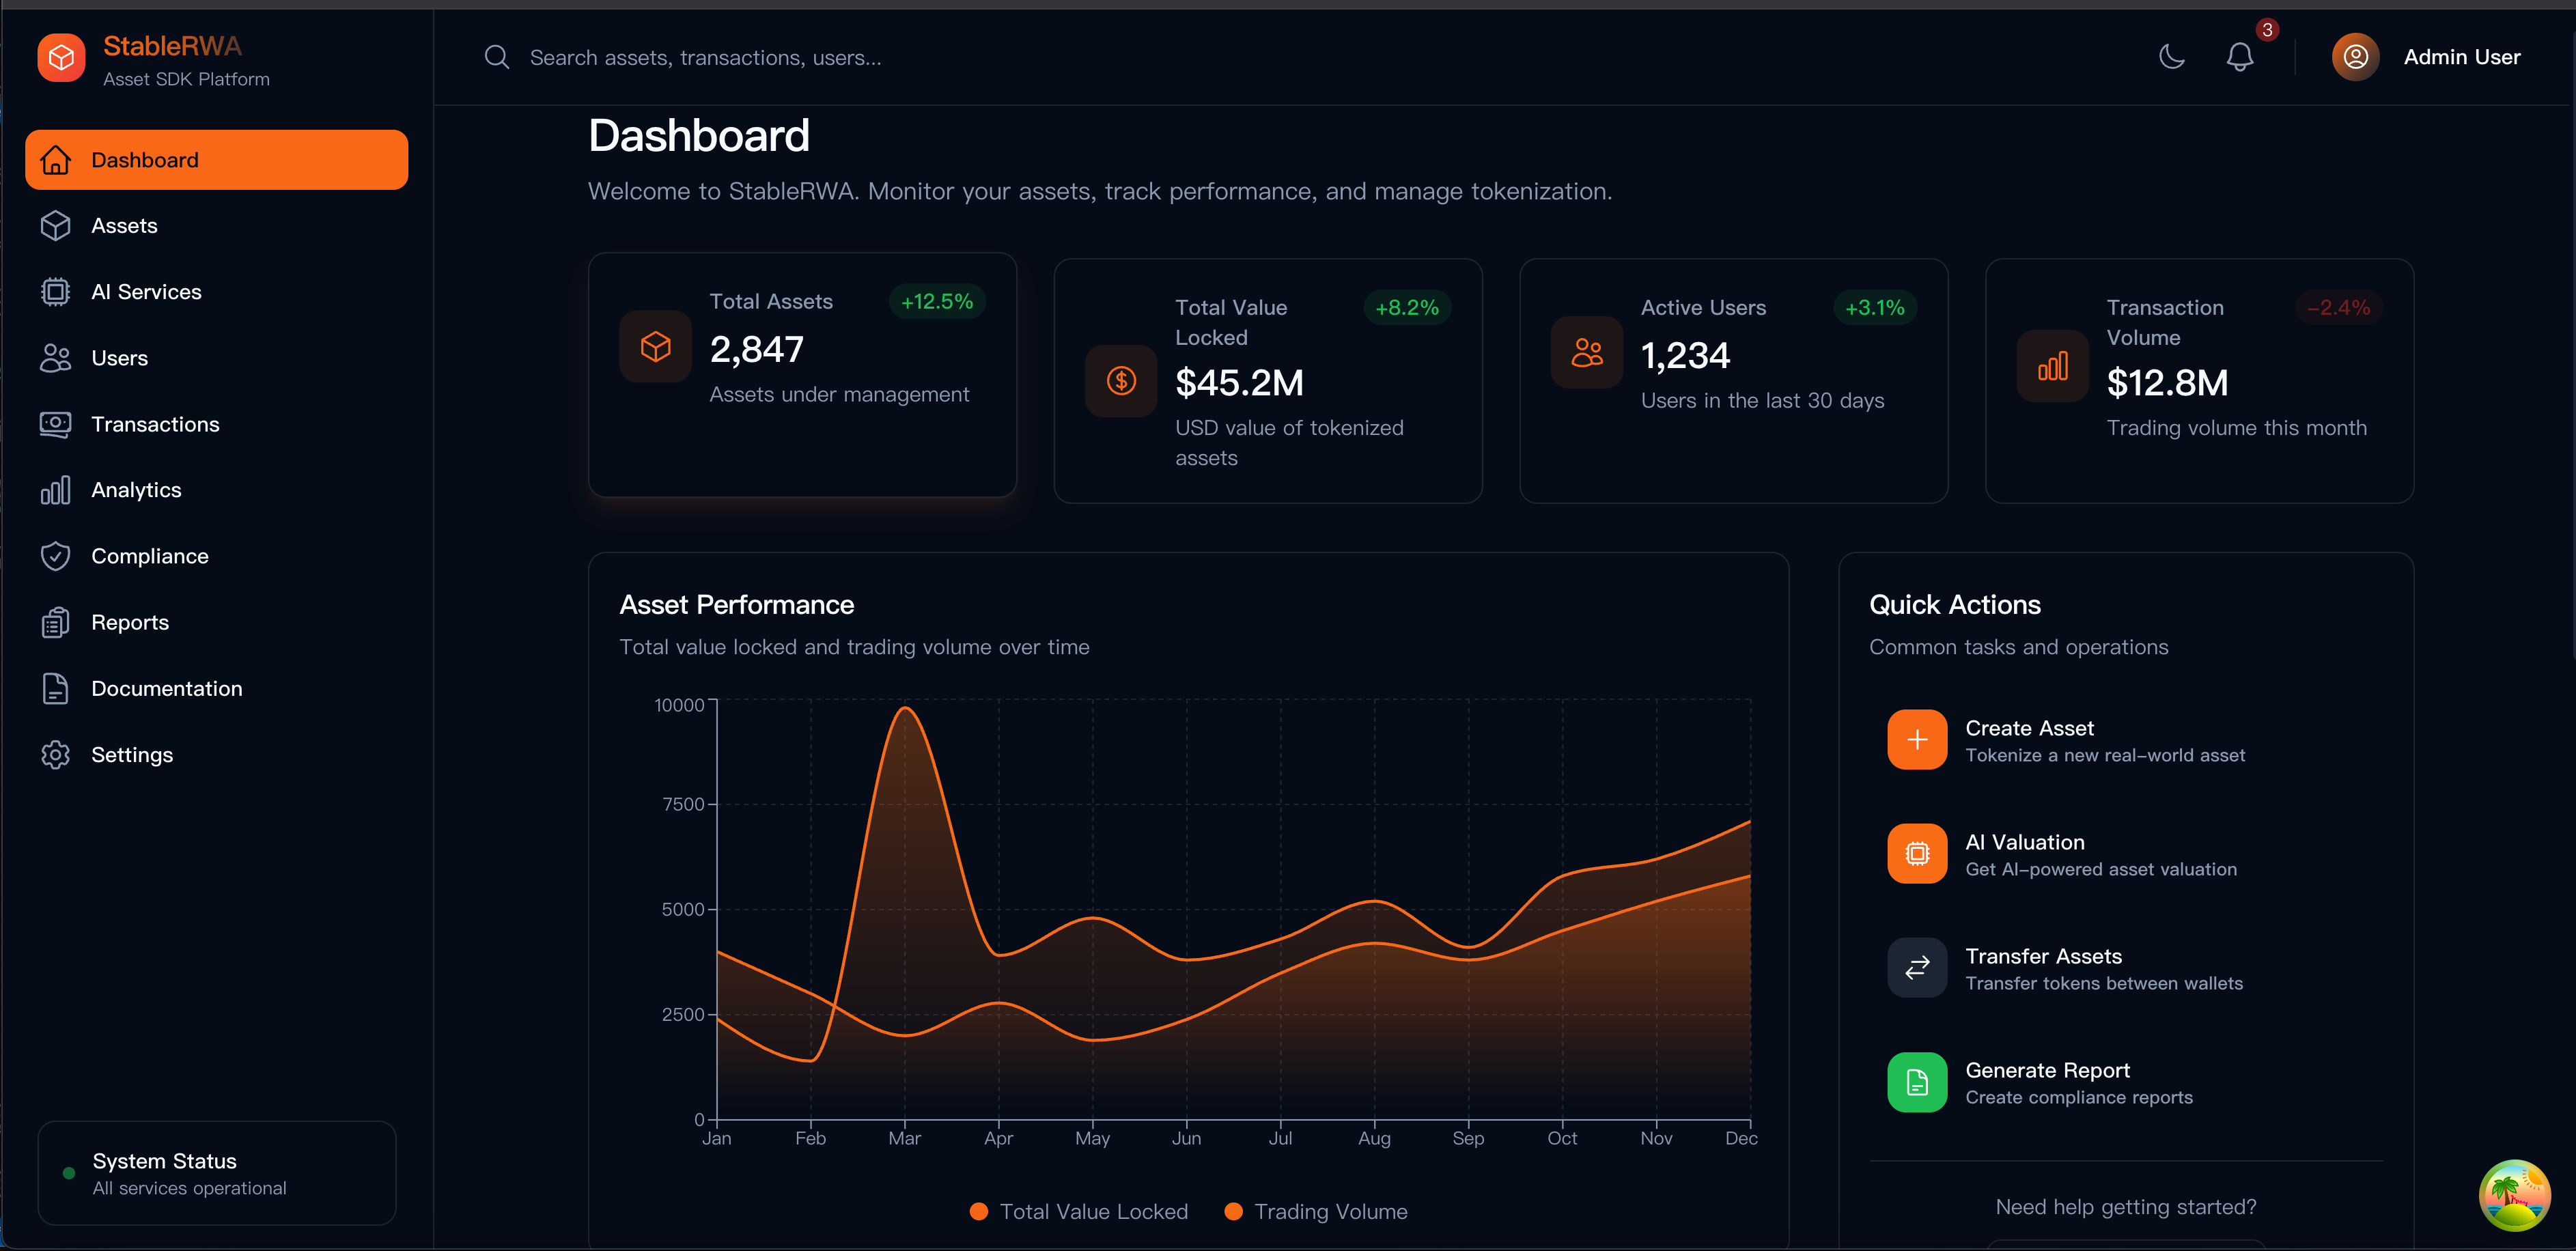 StableRWA
Asset SDK Platform
Search assets, transactions, users...
3
Admin User
Dashboard
Assets
AI Services
Users
Transactions
Analytics
Compliance
Reports
Documentation
Settings
System Status
All services operational
Dashboard
Welcome to StableRWA. Monitor your assets, track performance, and manage tokenization.
Total Assets
+12.5%
2,847
Assets under management
Total Value
Locked
+8.2%
$45.2M
USD value of tokenized
assets
Active Users
+3.1%
1,234
Users in the last 30 days
Transaction
Volume
-2.4%
$12.8M
Trading volume this month
Asset Performance
Total value locked and trading volume over time
10000
7500
5000
2500
0
Jan Feb Mar Apr May Jun Jul Aug Sep Oct Nov Dec
Total Value Locked Trading Volume
Quick Actions
Common tasks and operations
Create Asset
Tokenize a new real-world asset
AI Valuation
Get AI-powered asset valuation
Transfer Assets
Transfer tokens between wallets
Generate Report
Create compliance reports
Need help getting started?